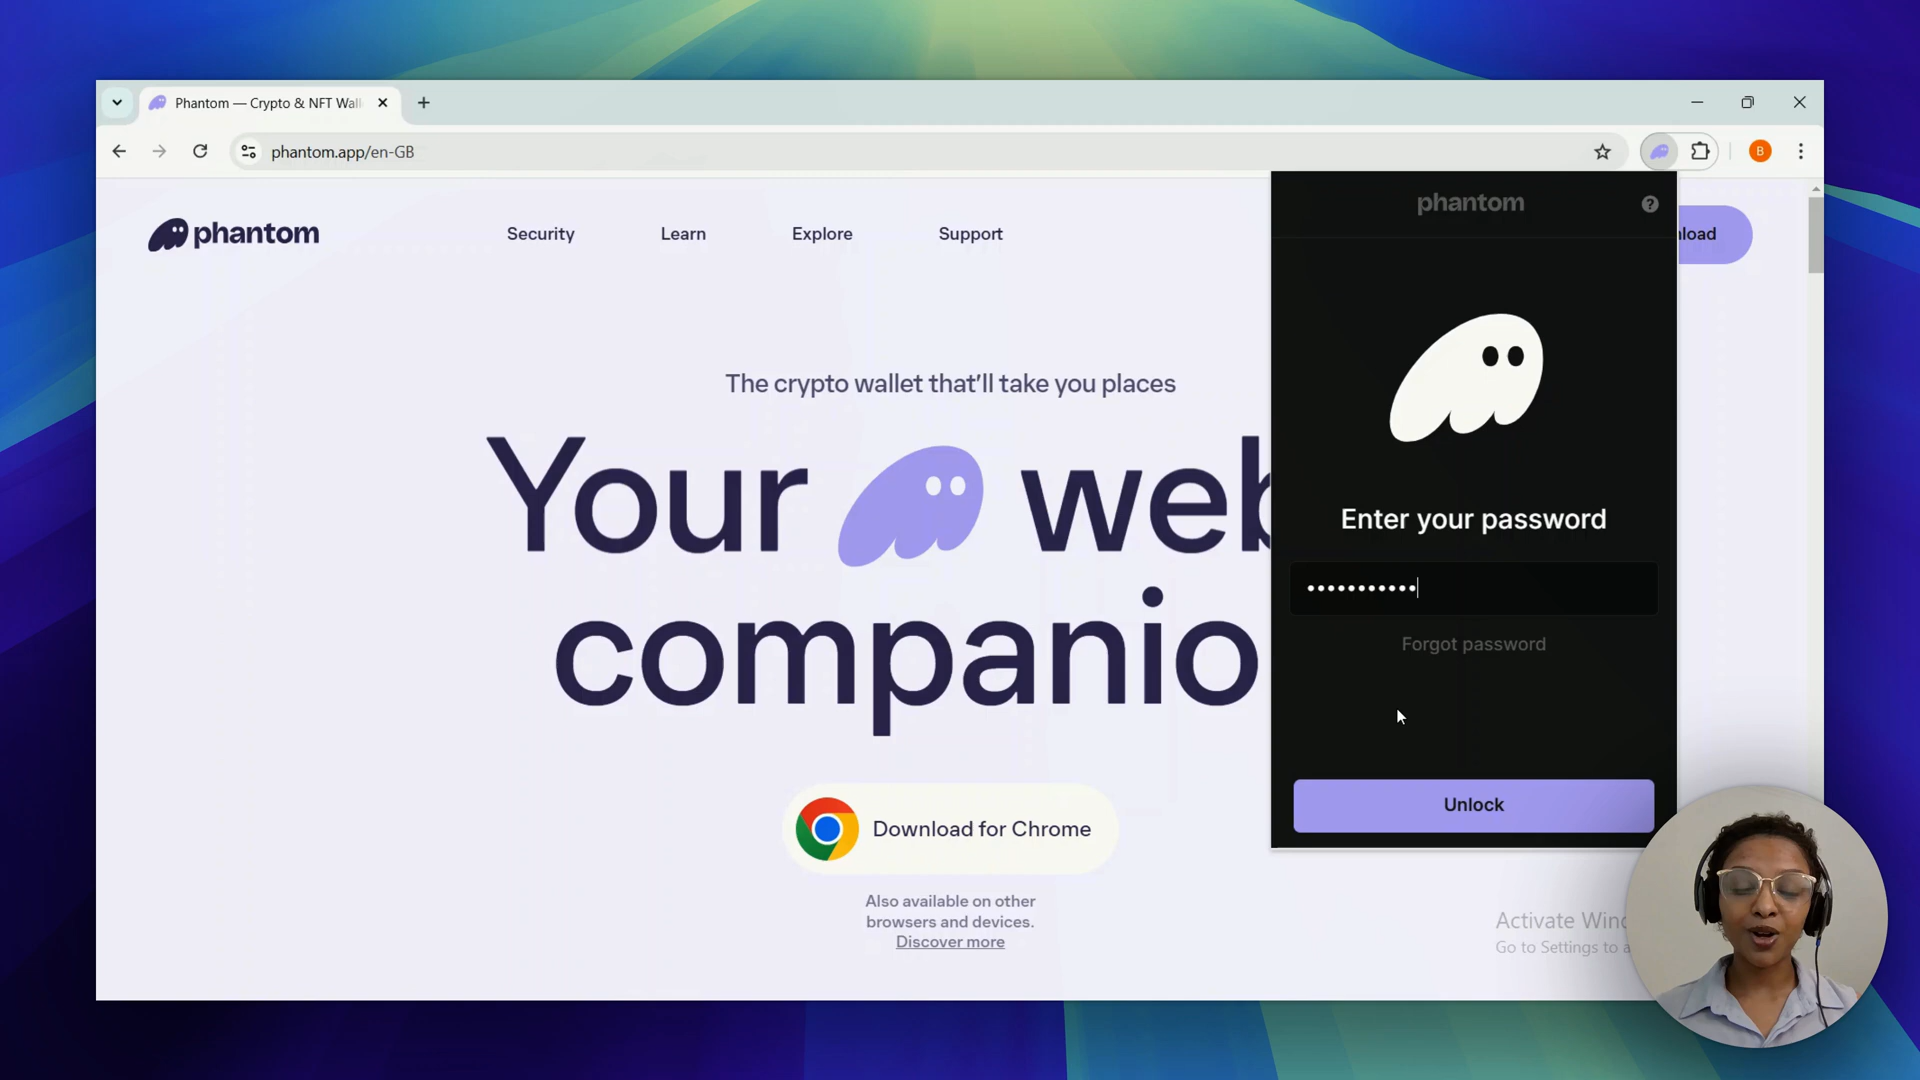 Phantom — Crypto & NFT Wal
phantom.app/en-GB
B
phantom
Security
Learn
Explore
Support
phantom
?
load
The crypto wallet that'll take you places
Your web
companio
Enter your password
Forgot password
Unlock
Download for Chrome
Also available on other
browsers and devices.
Discover more
Activate Win
Go to Settings to a